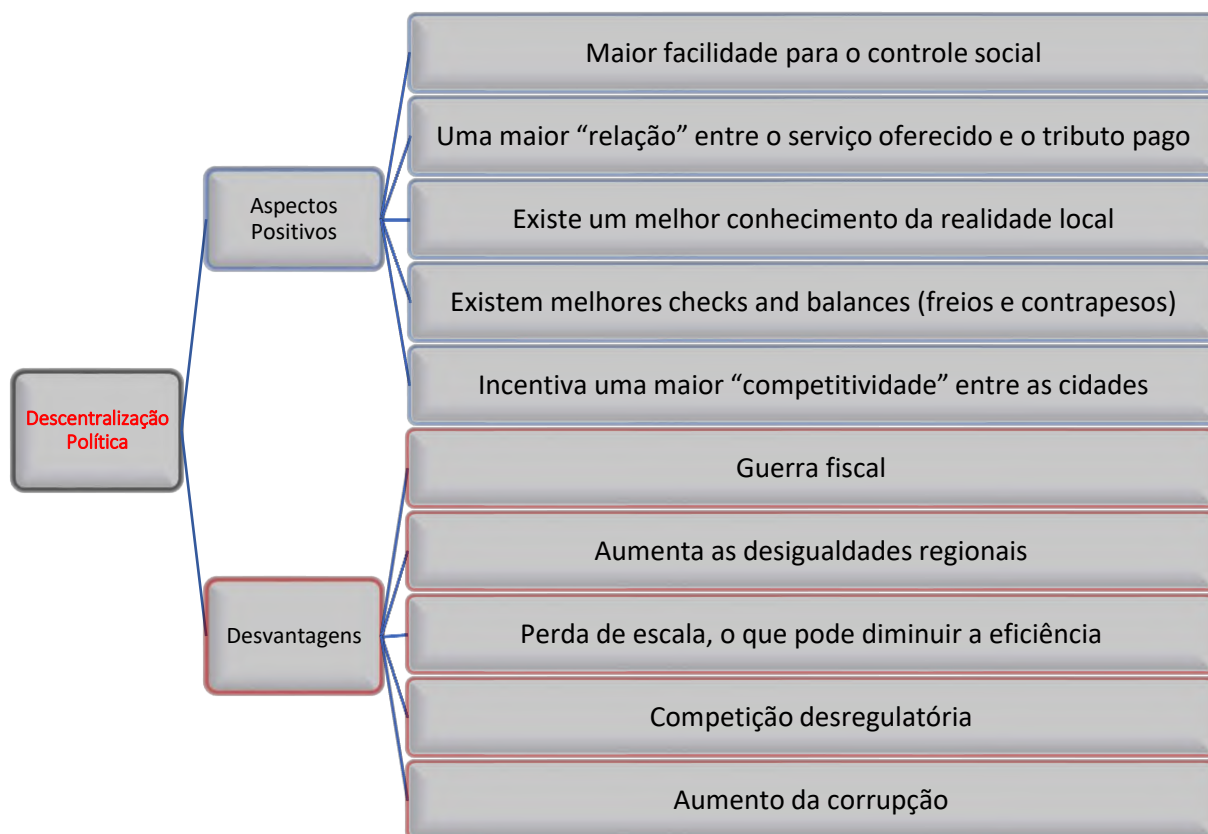 Maior facilidade para o controle social
Uma maior “relação” entre o serviço oferecido e o tributo pago
Aspectos
Positivos
Existe um melhor conhecimento da realidade local
Existem melhores checks and balances (freios e contrapesos)
Incentiva uma maior “competitividade” entre as cidades
Descentralização
Política
Guerra fiscal
Aumenta as desigualdades regionais
Desvantagens
Perda de escala, o que pode diminuir a eficiência
Competição desregulatória
Aumento da corrupção